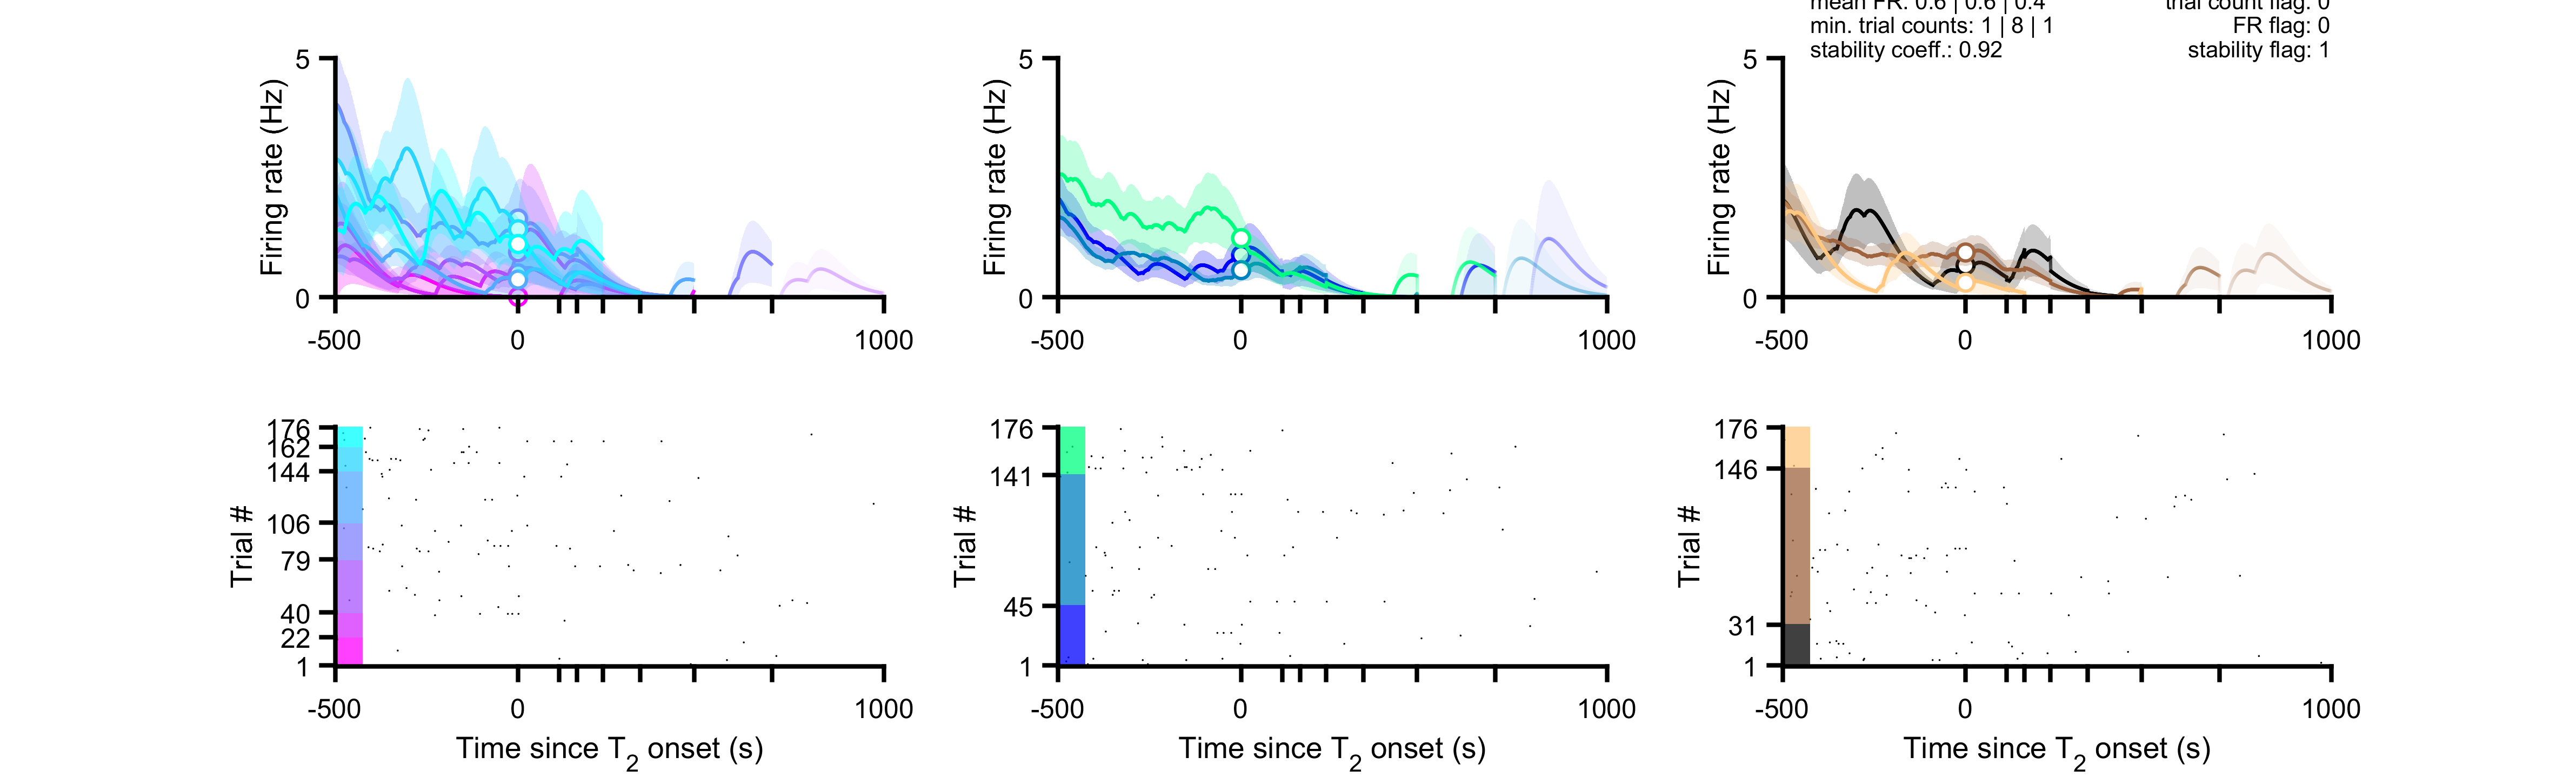 mean FR: 0.6 | 0.6 | 0.4
trial count flag: 0
min. trial counts: 1 | 8 | 1
FR flag: 0
stability coeff.: 0.92
stability flag: 1
5
0
Firing rate (Hz)
-500
0
1000
5
0
Firing rate (Hz)
-500
0
1000
5
0
Firing rate (Hz)
-500
0
1000
176
162
144
106
79
40
22
1
Trial #
-500
0
1000
Time since T2 onset (s)
176
141
45
1
Trial #
-500
0
1000
Time since T2 onset (s)
176
146
31
1
Trial #
-500
0
1000
Time since T2 onset (s)